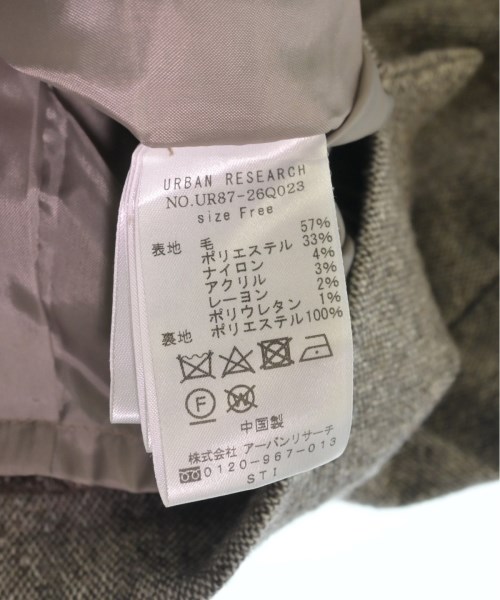 URBAN RESEARCH
NO.UR87-26Q023
size Free
表地 毛 57%
ポリエステル 33%
ナイロン 4%
アクリル 3%
レーヨン 2%
ポリウレタン 1%
裏地 ポリエステル100%
F W
中国製
株式会社 アーバンリサーチ
0120-967-013
STI